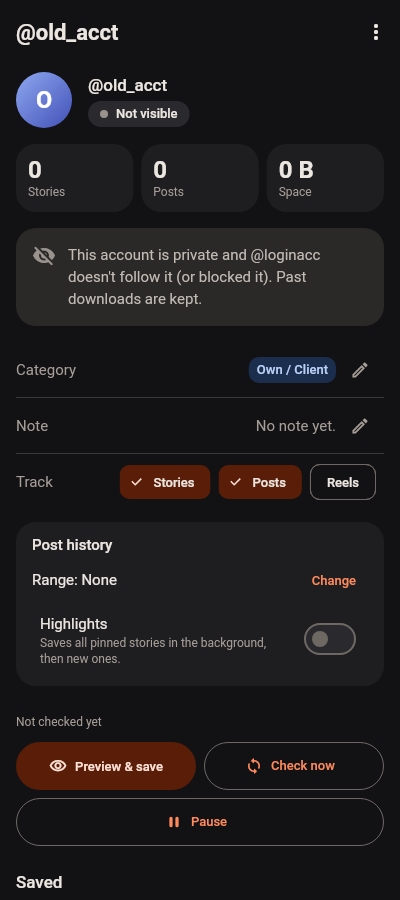 @old_acct
O
@old_acct
Not visible
0
Stories
0
Posts
0 B
Space
This account is private and @loginacc
doesn't follow it (or blocked it). Past
downloads are kept.
Category
Own / Client
Note
No note yet.
Track
Stories
Posts
Reels
Post history
Range: None
Change
Highlights
Saves all pinned stories in the background,
then new ones.
Not checked yet
Preview & save
Check now
Pause
Saved